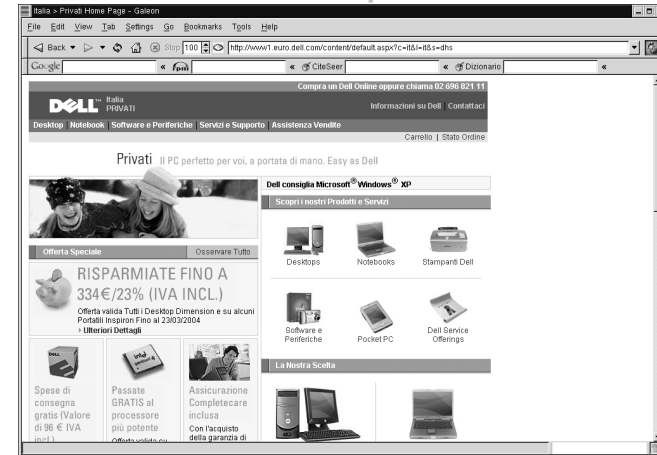 Italia > Privati Home Page - Galeon
File Edit View Tab Settings Go Bookmarks Tools Help
Back Stop 100 http://www1.euro.dell.com/content/default.aspx?c=it&l=it&s=dhs
Google « fpm « CiteSeer « Dizionario «
Compra un Dell Online oppure chiama 02 696 821 11
DELL™ Italia
PRIVATI
Informazioni su Dell | Contattaci
Desktop | Notebook | Software e Periferiche | Servizi e Supporto | Assistenza Vendite
Carrello | Stato Ordine
Privati Il PC perfetto per voi, a portata di mano. Easy as Dell
Dell consiglia Microsoft® Windows® XP
Scopri i nostri Prodotti e Servizi
Desktops Notebooks Stampanti Dell
Software e Periferiche
Pocket PC
Dell Service Offerings
La Nostra Scelta
Offerta Speciale Osservare Tutto
RISPARMIATE FINO A
334€/23% (IVA INCL.)
Offerta valida Tutti i Desktop Dimension e su alcuni
Portatili Inspiron Fino al 23/03/2004
Ulteriori Dettagli
DELL
intel
pentium 4
Spese di
consegna
gratis (Valore
di 96 € IVA
incl.)
Passate
GRATIS al
processore
più potente
Offerta valida su
Assicurazione
Completecare
inclusa
Con l'acquisto
della garanzia di